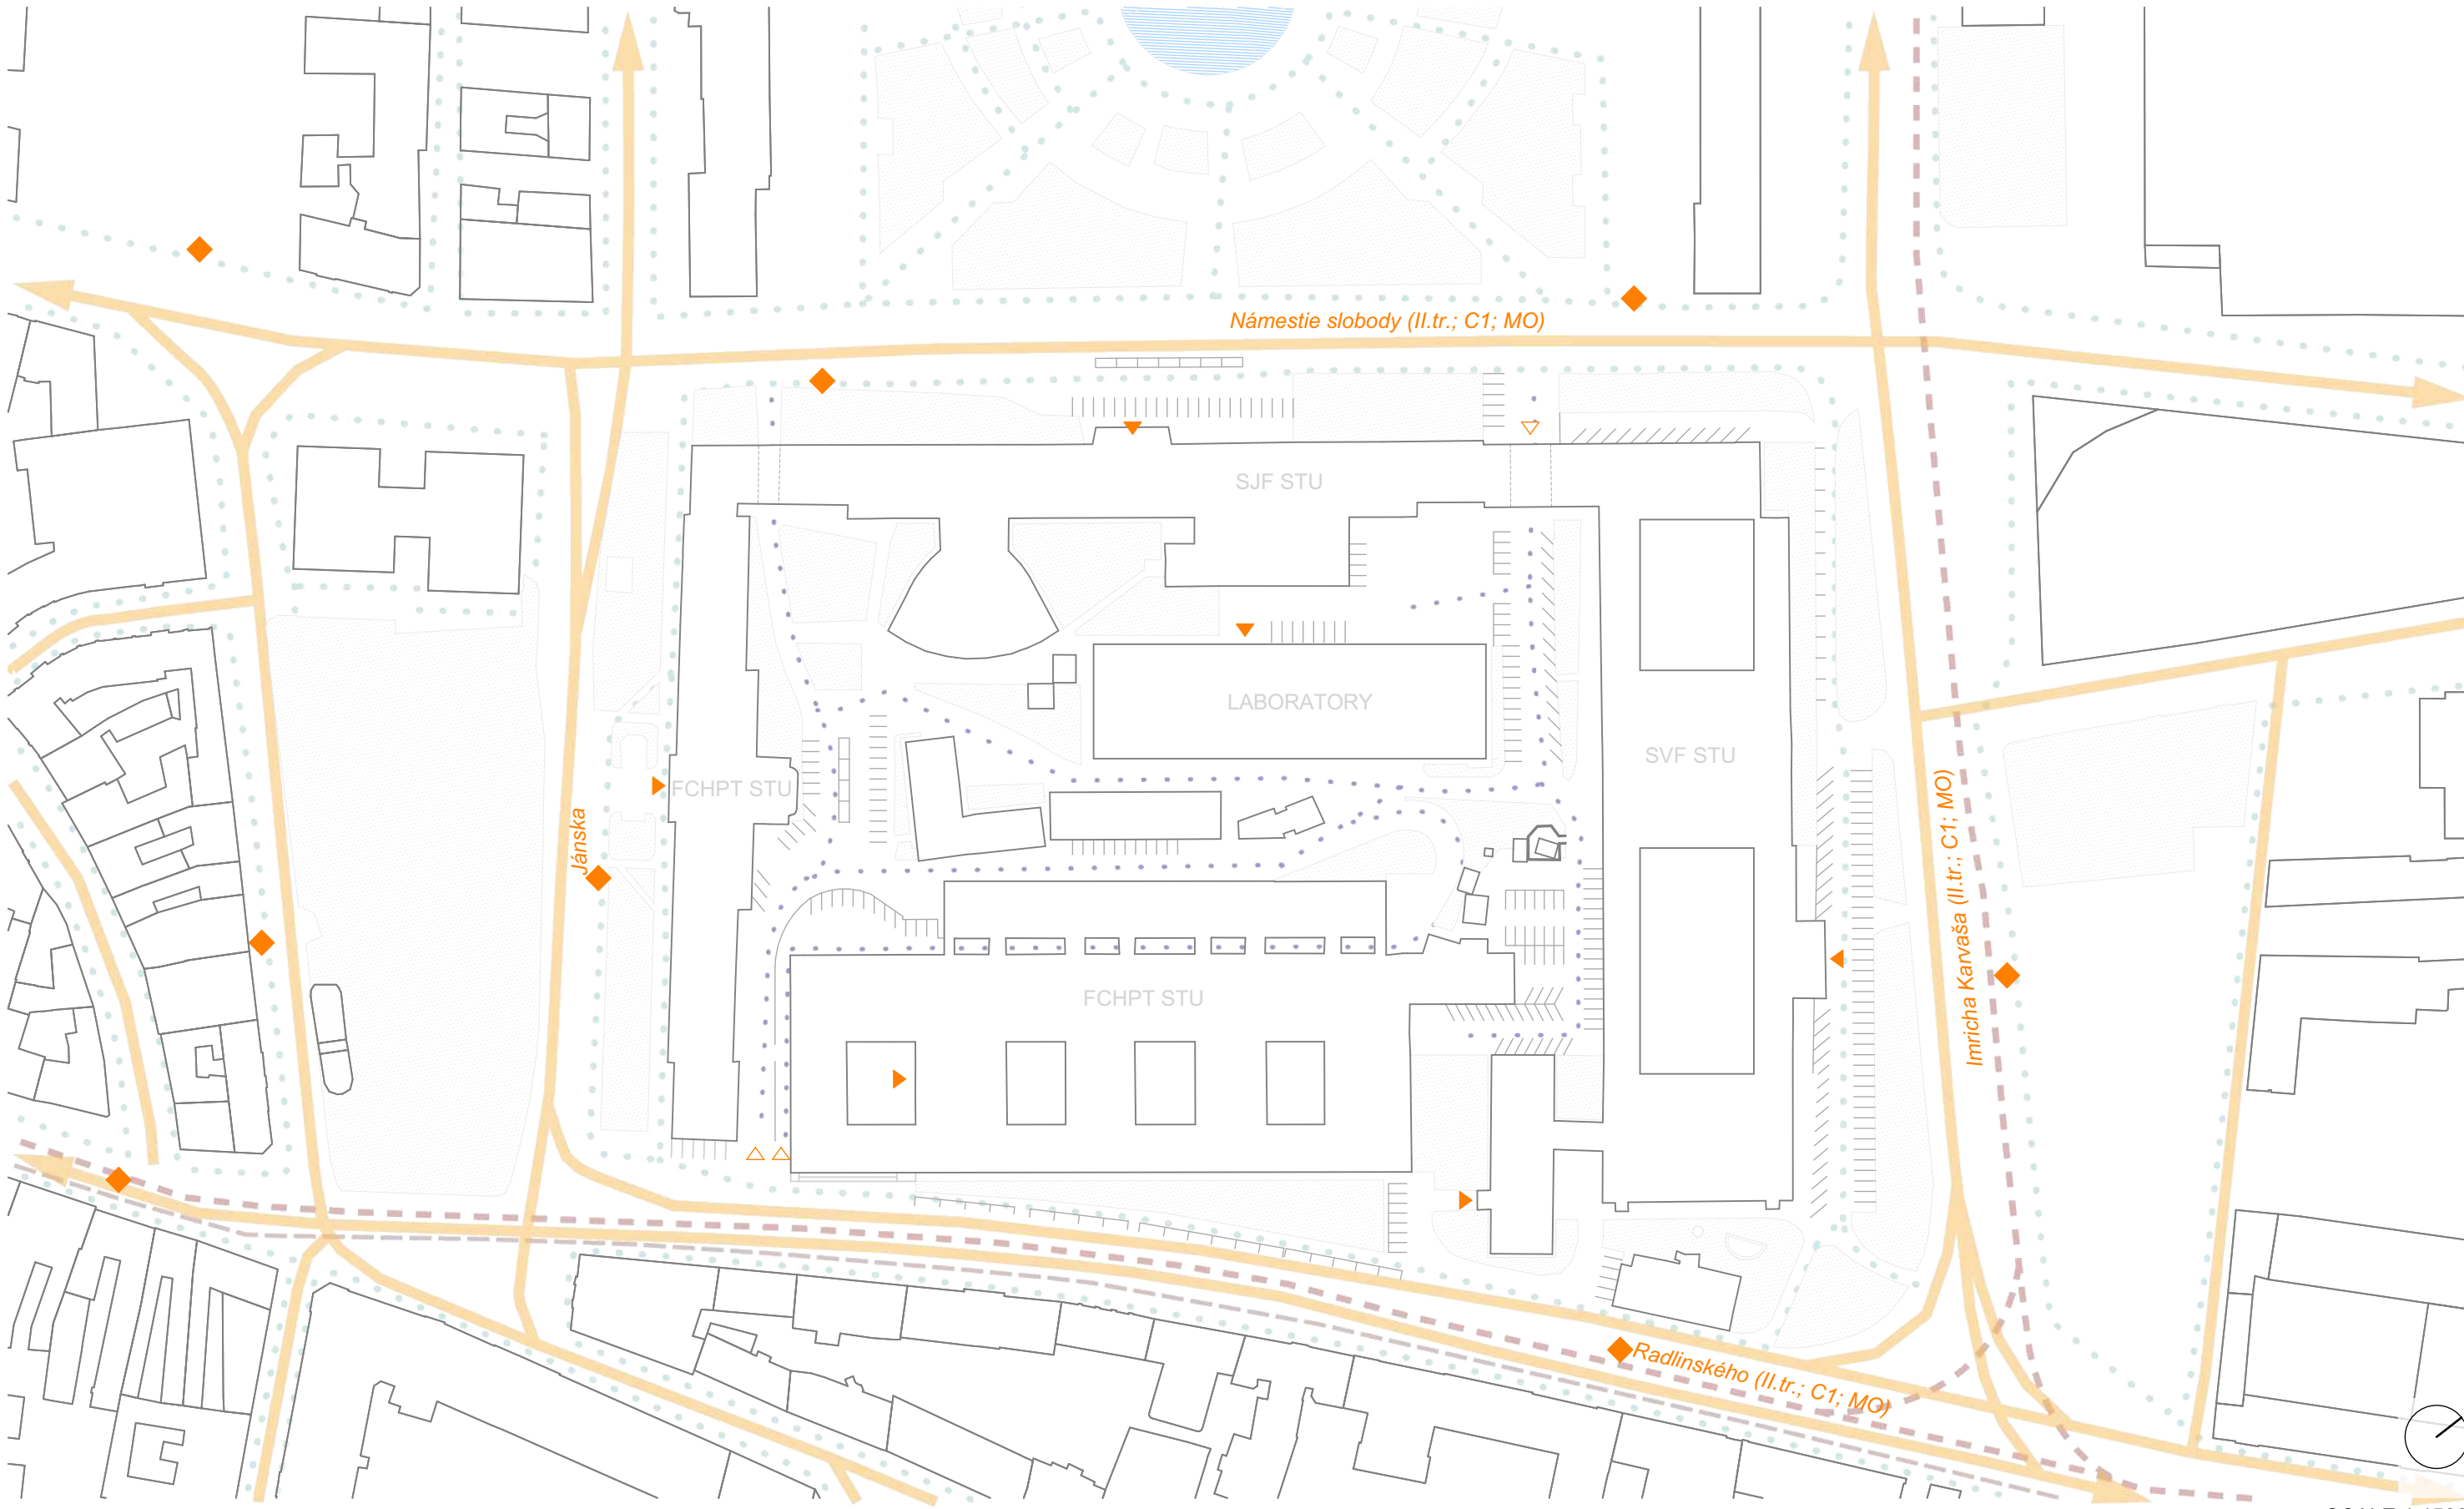 Námestie slobody (II.tr.; C1; MO)
SJF STU
LABORATORY
SVF STU
FCHPT STU
Jánska
Imricha Karvaša (II.tr.; C1; MO)
FCHPT STU
Radlinského (II.tr.; C1; MO)